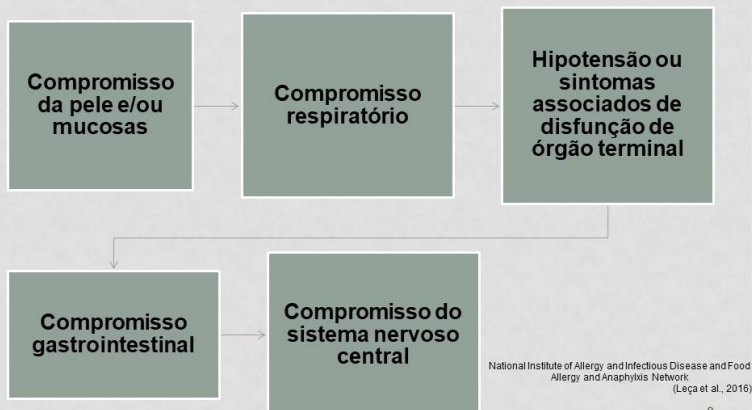 Compromisso
da pele e/ou
mucosas
Compromisso
respiratório
Hipotensão ou
sintomas
associados de
disfunção de
órgão terminal
Compromisso
gastrointestinal
Compromisso do
sistema nervoso
central
National Institute of Allergy and Infectious Disease and Food
Allergy and Anaphylxis Network
(Leça et al., 2016)